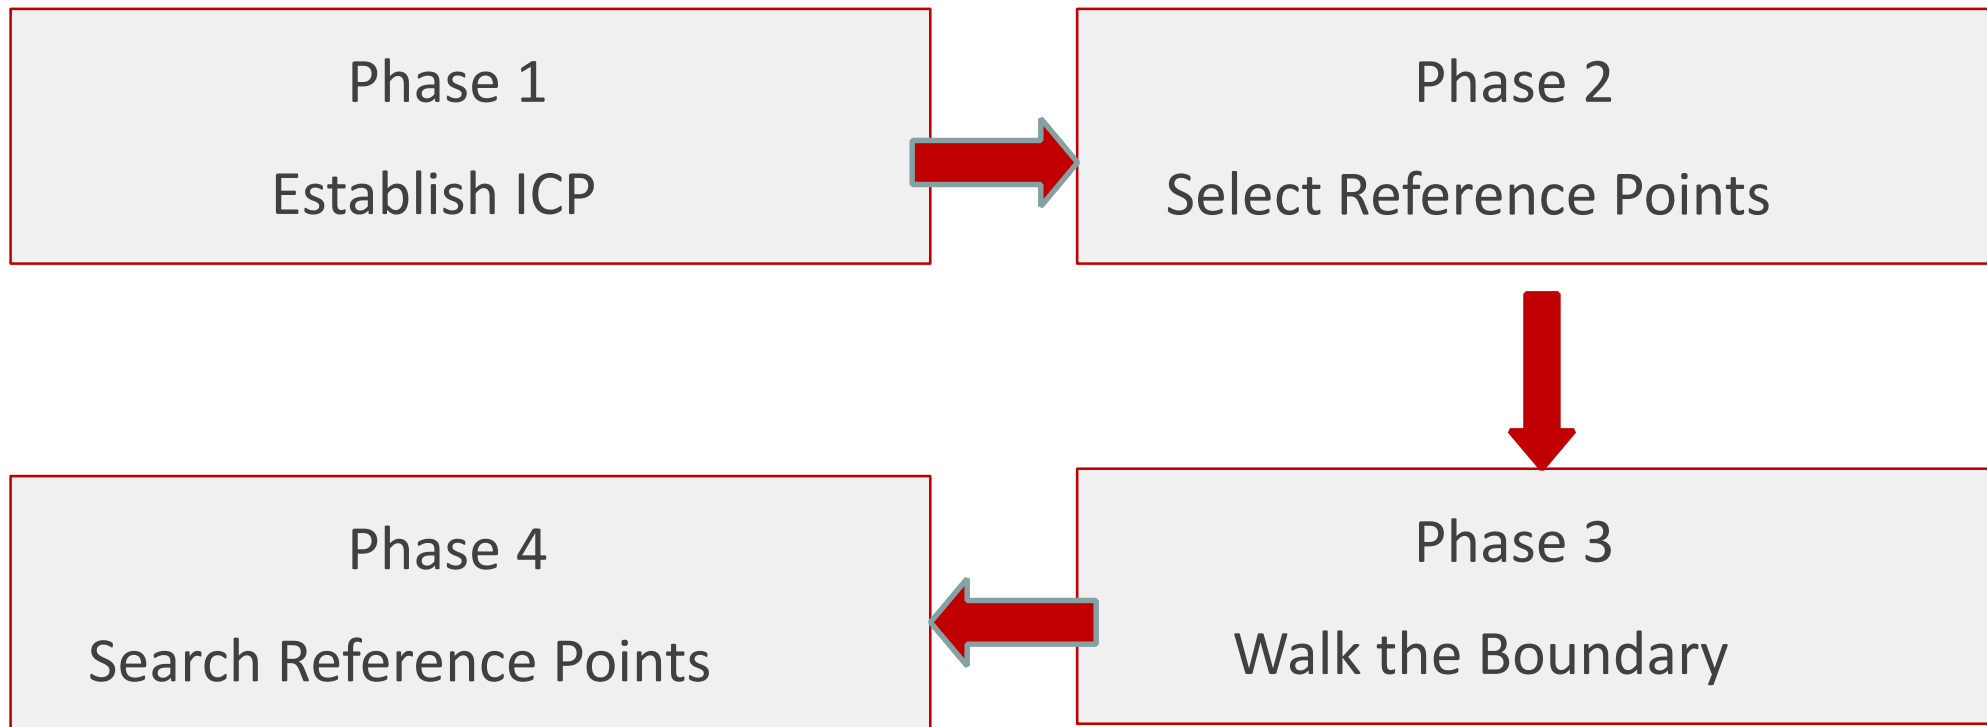 Phase 1
Establish ICP
Phase 2
Select Reference Points
Phase 3
Walk the Boundary
Phase 4
Search Reference Points